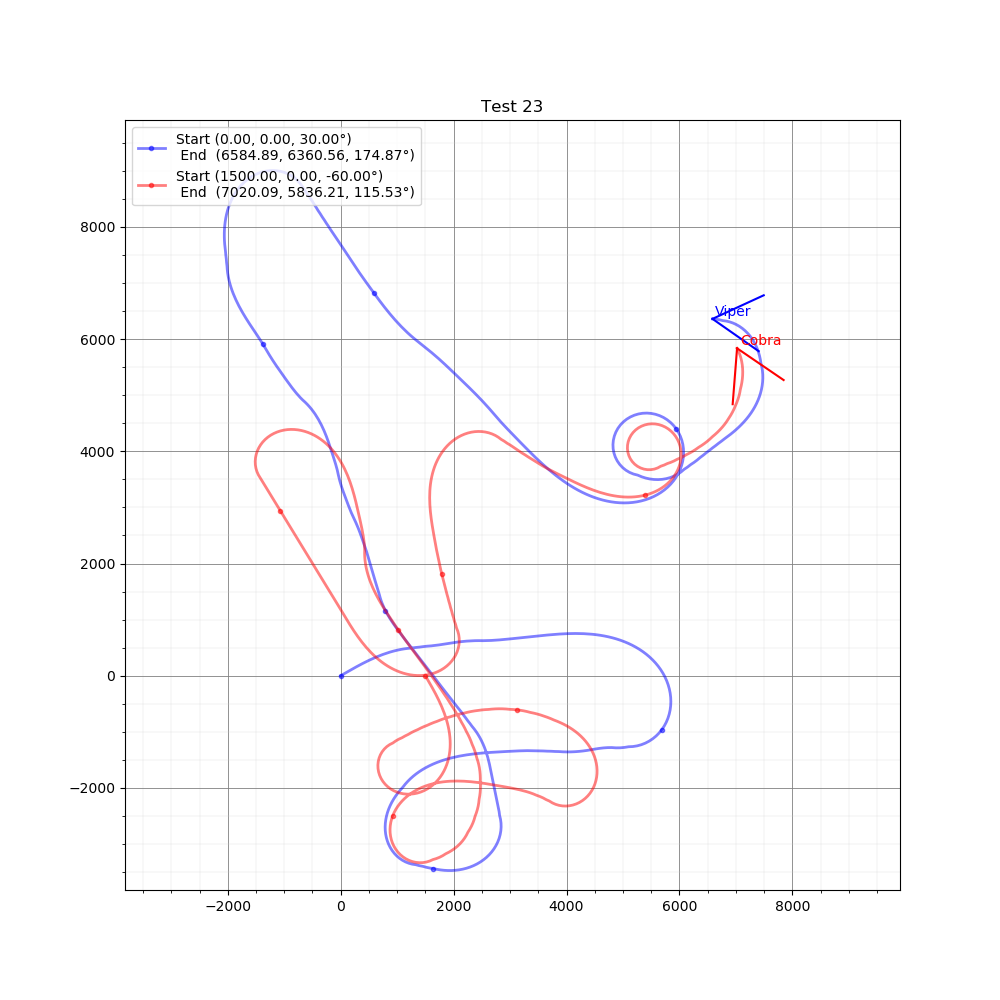 Test 23
Start (0.00, 0.00, 30.00°)
End (6584.89, 6360.56, 174.87°)
Start (1500.00, 0.00, -60.00°)
End (7020.09, 5836.21, 115.53°)
8000
6000
4000
2000
0
−2000
Viper
Cobra
−2000 0 2000 4000 6000 8000